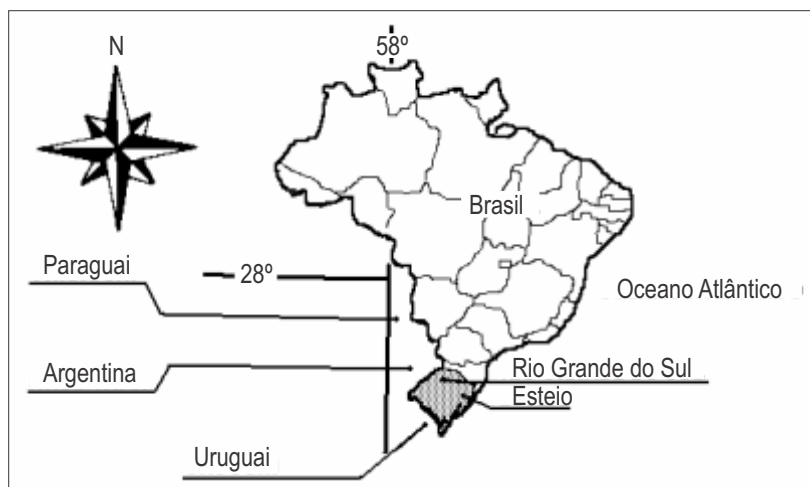 N
58º
Brasil
Paraguai
28º
Oceano Atlântico
Argentina
Rio Grande do Sul
Esteio
Uruguai